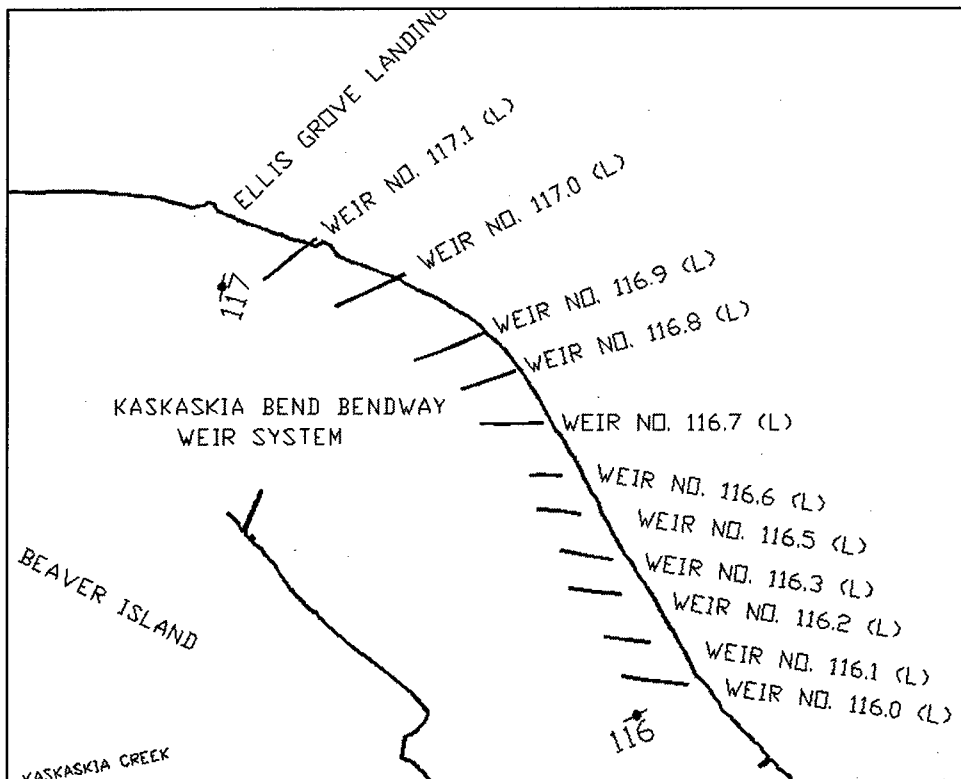 ELLIS GROVE LANDING
WEIR NO. 117.1 (L)
WEIR NO. 117.0 (L)
117
WEIR NO. 116.9 (L)
WEIR NO. 116.8 (L)
KASKASKIA BEND BENDWAY
WEIR SYSTEM
WEIR NO. 116.7 (L)
WEIR NO. 116.6 (L)
WEIR NO. 116.5 (L)
WEIR NO. 116.3 (L)
BEAVER ISLAND
WEIR NO. 116.2 (L)
WEIR NO. 116.1 (L)
WEIR NO. 116.0 (L)
116
KASKASKIA CREEK